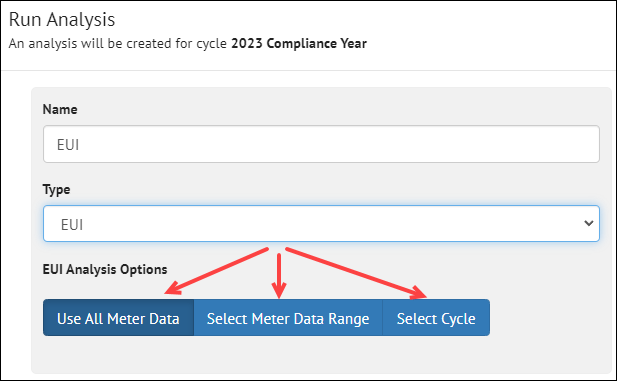 Run Analysis
An analysis will be created for cycle 2023 Compliance Year
Name
EUI
Type
EUI
EUI Analysis Options
Use All Meter Data Select Meter Data Range Select Cycle